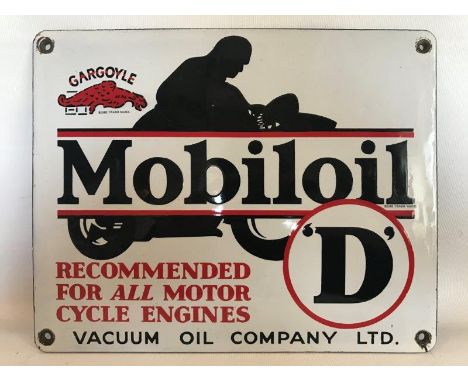 GARGOYLE
Mobiloil
'D'
RECOMMENDED
FOR ALL MOTOR
CYCLE ENGINES
VACUUM OIL COMPANY LTD.